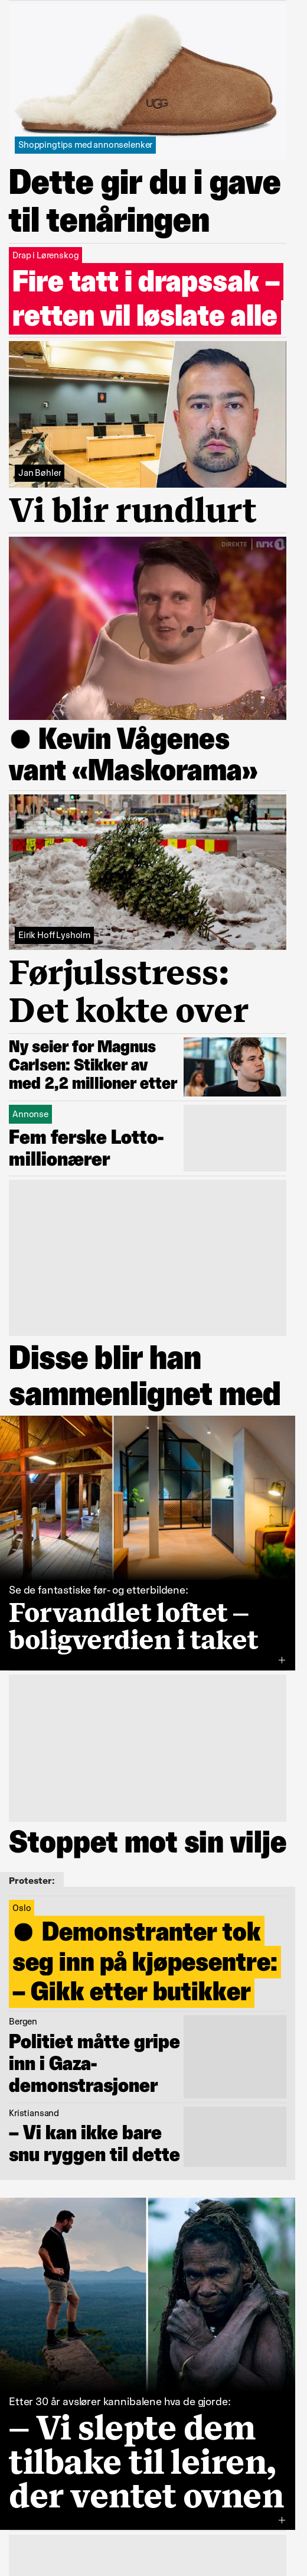 UGG
Shoppingtips med annonselenker
Dette gir du i gave
til tenåringen
Drap i Lørenskog
Fire tatt i drapssak –
retten vil løslate alle
Jan Bøhler
Vi blir rundlurt
DIREKTE NRK 1
● Kevin Vågenes
vant «Maskorama»
Eirik Hoff Lysholm
Førjulsstress:
Det kokte over
Ny seier for Magnus
Carlsen: Stikker av
med 2,2 millioner etter
Annonse
Fem ferske Lotto-
millionærer
Disse blir han
sammenlignet med
Se de fantastiske før- og etterbildene:
Forvandlet loftet –
boligverdien i taket
+
Stoppet mot sin vilje
Protester:
Oslo
● Demonstranter tok
seg inn på kjøpesentre:
– Gikk etter butikker
Bergen
Politiet måtte gripe
inn i Gaza-
demonstrasjoner
Kristiansand
– Vi kan ikke bare
snu ryggen til dette
Etter 30 år avslører kannibalene hva de gjorde:
– Vi slepte dem
tilbake til leiren,
der ventet ovnen
+